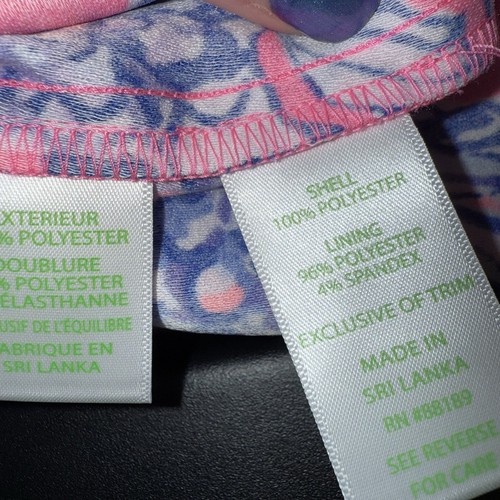 XTERIEUR
% POLYESTER
DOUBLURE
% POLYESTER
ÉLASTHANNE
USIF DE L'ÉQUILIBRE
ABRIQUE EN
SRI LANKA
SHELL
100% POLYESTER
LINING
96% POLYESTER
4% SPANDEX
EXCLUSIVE OF TRIM
MADE IN
SRI LANKA
RN #88189
SEE REVERSE
FOR CARE